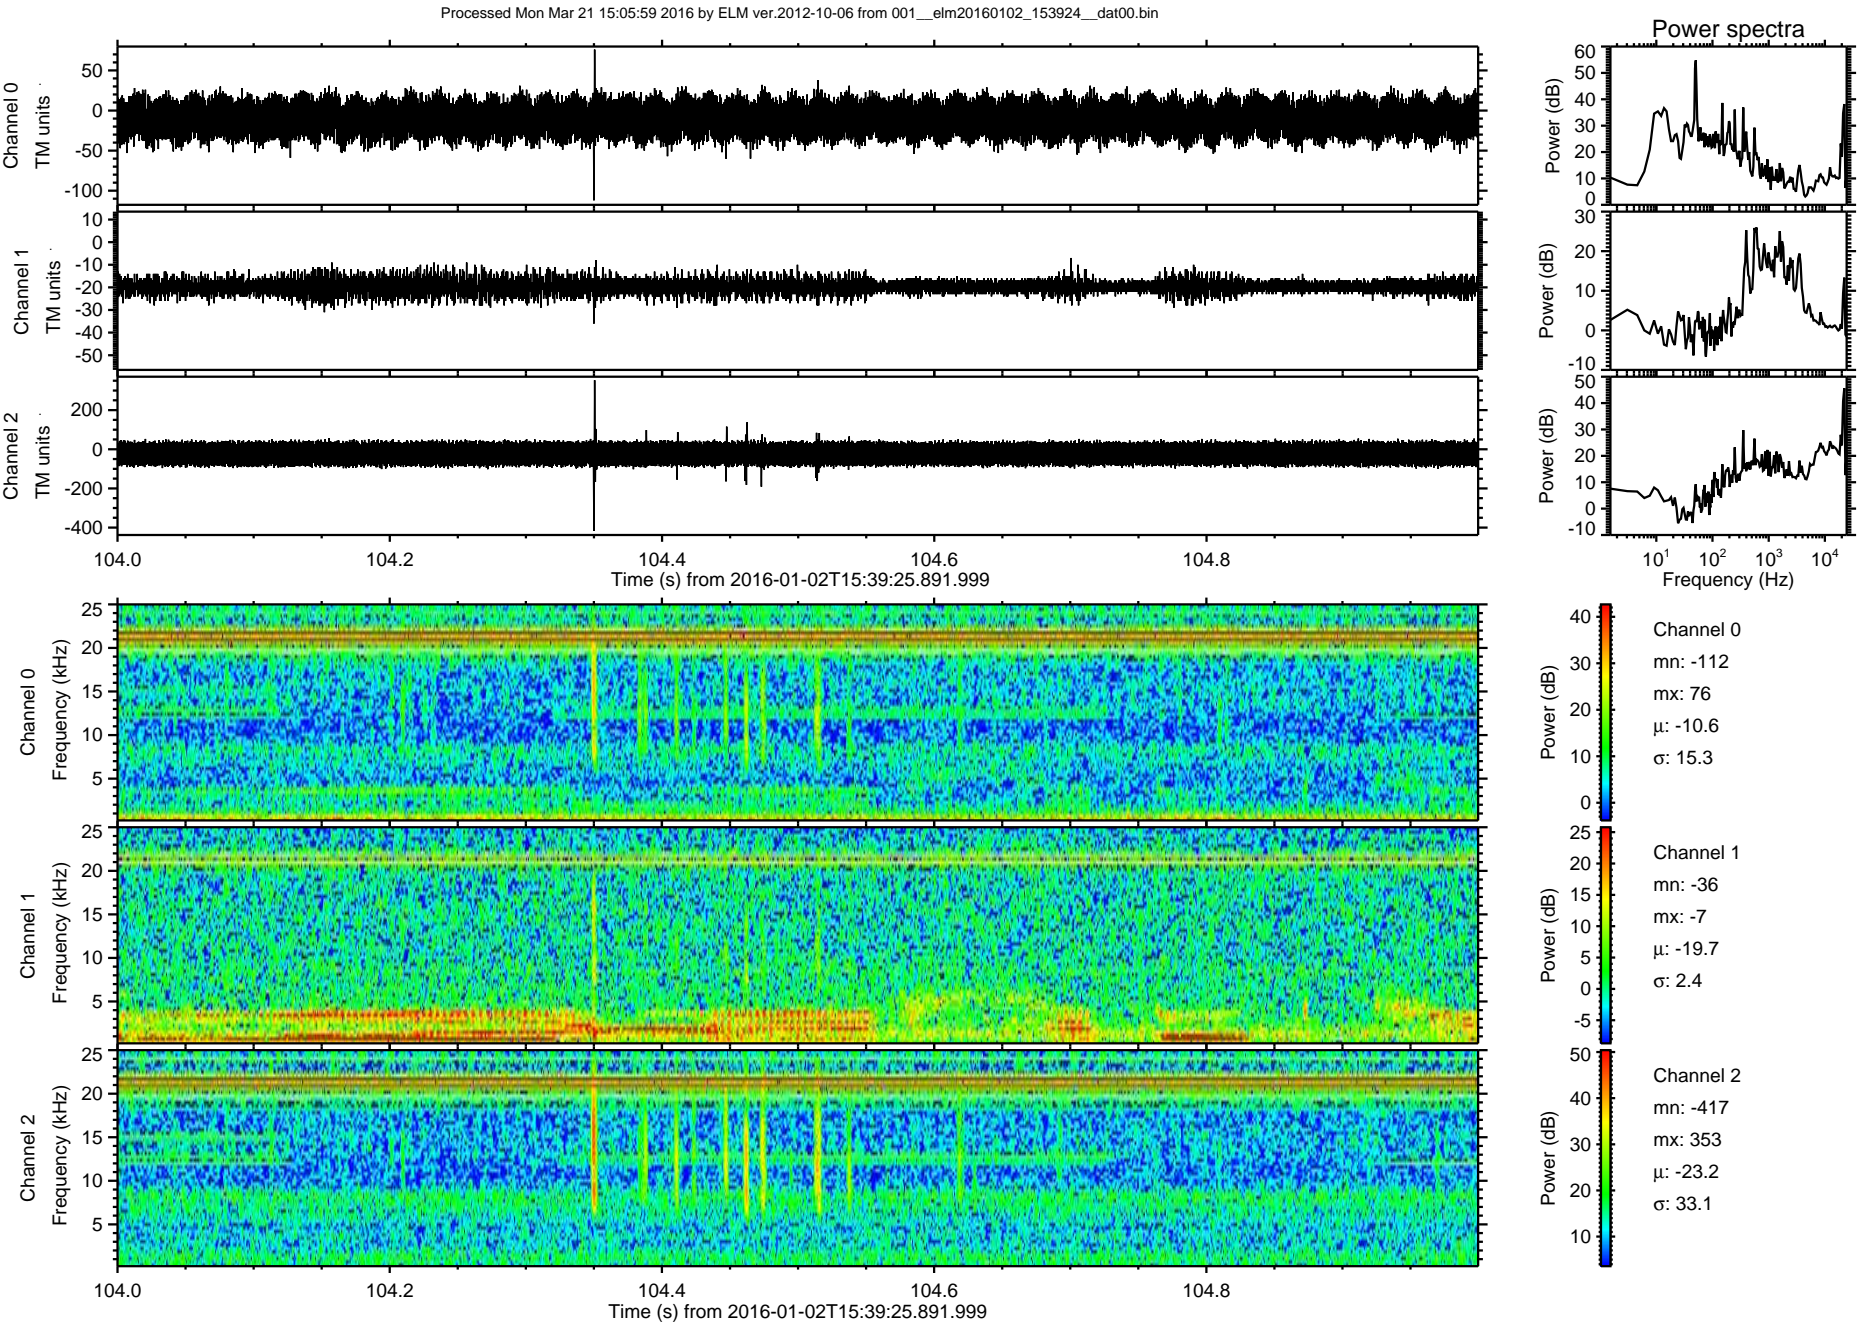 Processed Mon Mar 21 15:05:59 2016 by ELM ver.2012-10-06 from 001__elm20160102_153924__dat00.bin
Power spectra
Channel 0
TM units
50
0
-50
-100
Power (dB)
60
50
40
30
20
10
0
Channel 1
TM units
10
0
-10
-20
-30
-40
-50
Power (dB)
30
20
10
0
-10
Channel 2
TM units
200
0
-200
-400
Power (dB)
50
40
30
20
10
0
-10
104.0 104.2 104.4 104.6 104.8
Time (s) from 2016-01-02T15:39:25.891.999
10^1 10^2 10^3 10^4
Frequency (Hz)
Channel 0
Frequency (kHz)
25
20
15
10
5
Power (dB)
40
30
20
10
0
Channel 0
mn: -112
mx: 76
μ: -10.6
σ: 15.3
Channel 1
Frequency (kHz)
25
20
15
10
5
Power (dB)
25
20
15
10
5
0
-5
Channel 1
mn: -36
mx: -7
μ: -19.7
σ: 2.4
Channel 2
Frequency (kHz)
25
20
15
10
5
Power (dB)
50
40
30
20
10
Channel 2
mn: -417
mx: 353
μ: -23.2
σ: 33.1
104.0 104.2 104.4 104.6 104.8
Time (s) from 2016-01-02T15:39:25.891.999